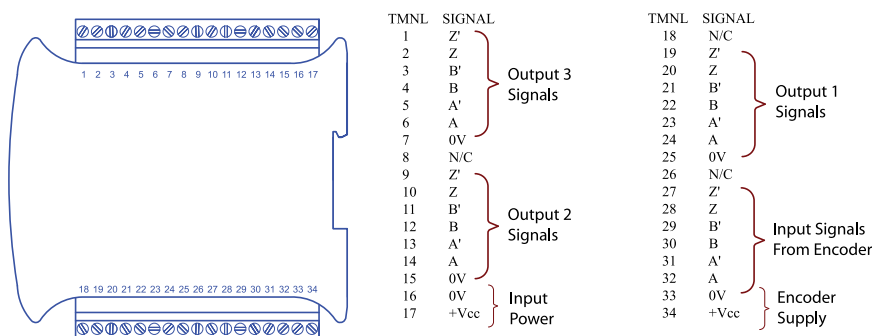 1 2 3 4 5 6 7 8 9 10 11 12 13 14 15 16 17
18 19 20 21 22 23 24 25 26 27 28 29 30 31 32 33 34
TMNL SIGNAL
1 Z'
2 Z
3 B'
4 B
5 A'
6 A
7 0V
Output 3
Signals
8 N/C
9 Z'
10 Z
11 B'
12 B
13 A'
14 A
15 0V
Output 2
Signals
16 0V
17 +Vcc
Input
Power
TMNL SIGNAL
18 N/C
19 Z'
20 Z
21 B'
22 B
23 A'
24 A
25 0V
Output 1
Signals
26 N/C
27 Z'
28 Z
29 B'
30 B
31 A'
32 A
Input Signals
From Encoder
33 0V
34 +Vcc
Encoder
Supply